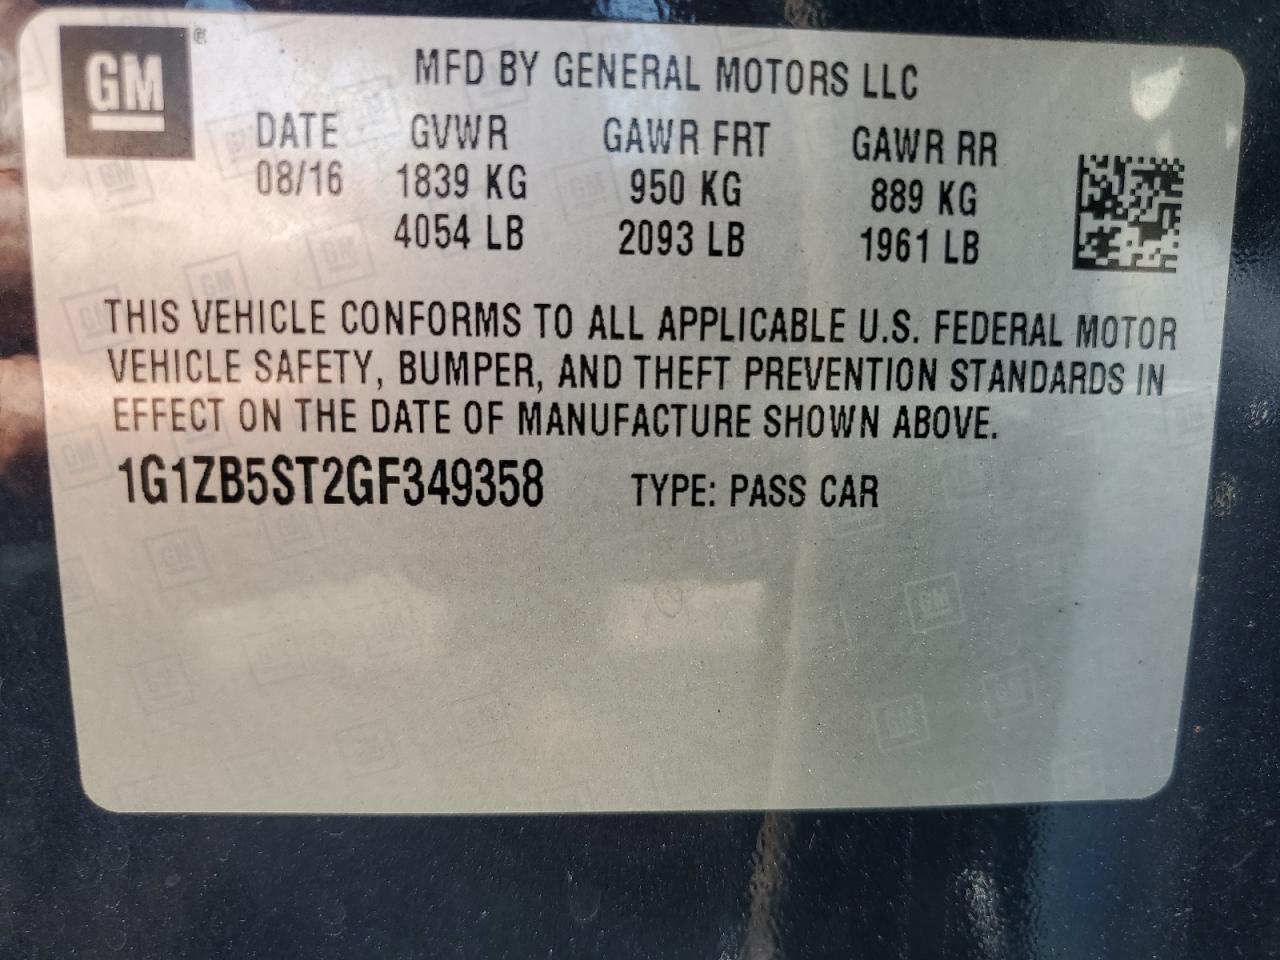 GM
MFD BY GENERAL MOTORS LLC
DATE GVWR GAWR FRT GAWR RR
08/16 1839 KG 950 KG 889 KG
4054 LB 2093 LB 1961 LB
THIS VEHICLE CONFORMS TO ALL APPLICABLE U.S. FEDERAL MOTOR
VEHICLE SAFETY, BUMPER, AND THEFT PREVENTION STANDARDS IN
EFFECT ON THE DATE OF MANUFACTURE SHOWN ABOVE.
1G1ZB5ST2GF349358 TYPE: PASS CAR